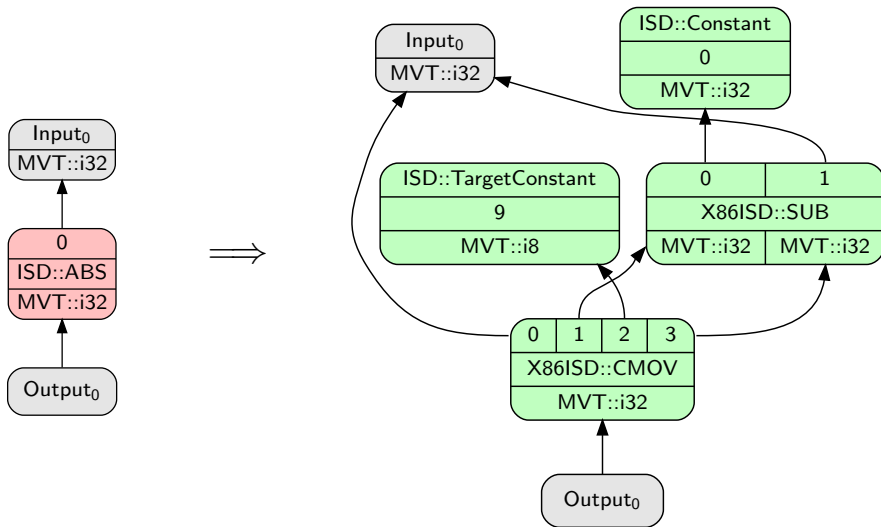 Input₀
MVT::i32
0
ISD::ABS
MVT::i32
Output₀
⟹
Input₀
MVT::i32
ISD::Constant
0
MVT::i32
ISD::TargetConstant
9
MVT::i8
0 1
X86ISD::SUB
MVT::i32 MVT::i32
0 1 2 3
X86ISD::CMOV
MVT::i32
Output₀